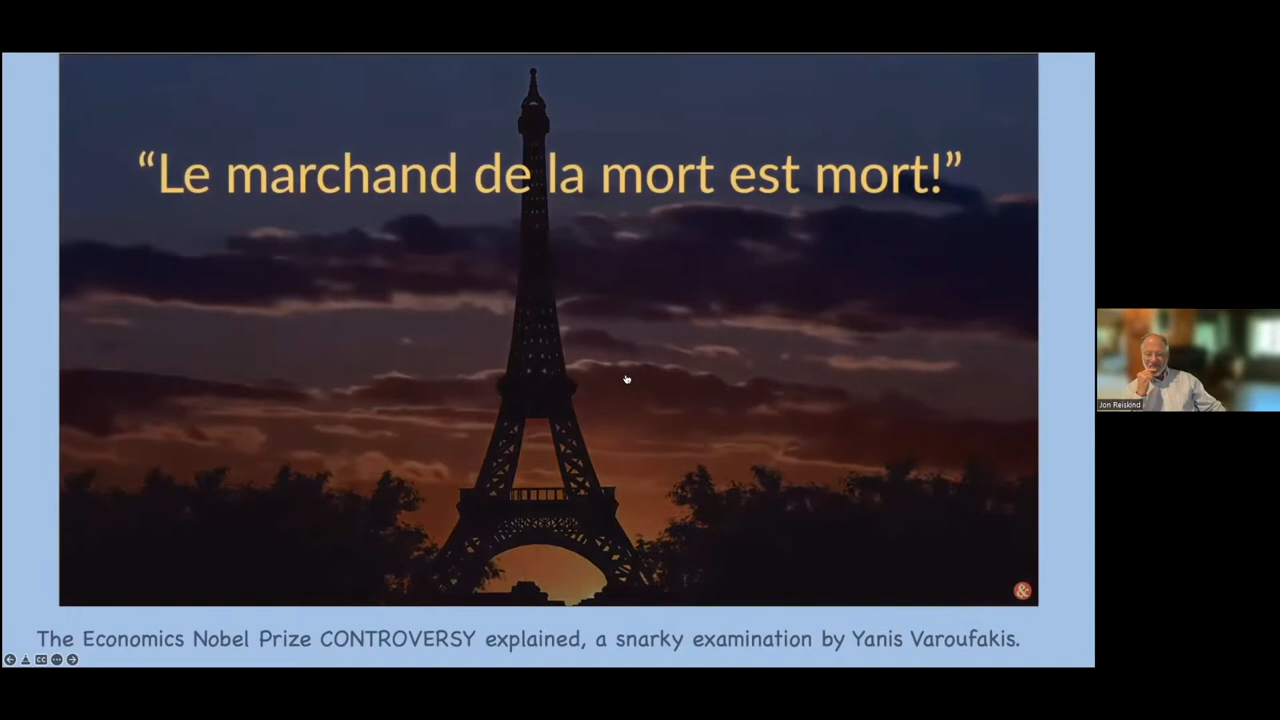 “Le marchand de la mort est mort!”
&
Jon Reiskind
The Economics Nobel Prize CONTROVERSY explained, a snarky examination by Yanis Varoufakis.
CC